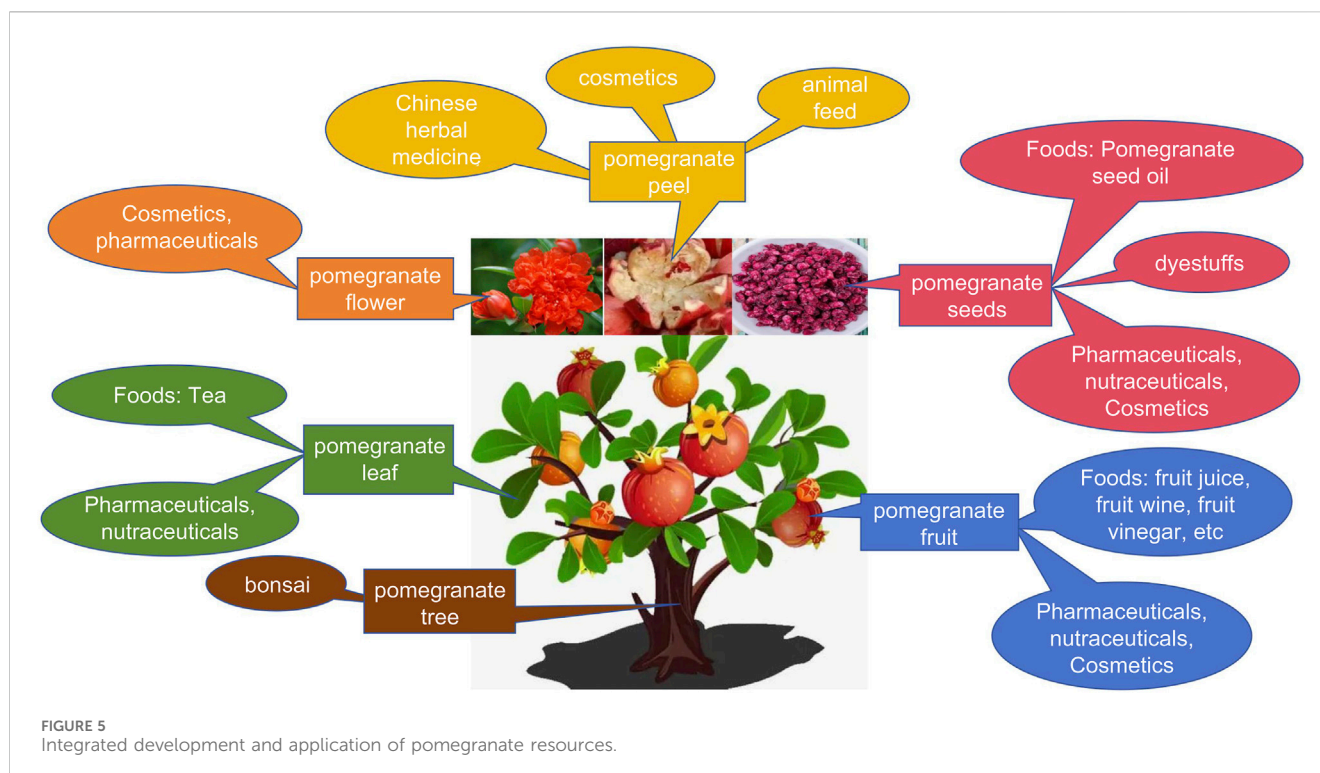 cosmetics
animal
feed
Chinese
herbal
medicine
pomegranate
peel
Foods: Pomegranate
seed oil
Cosmetics,
pharmaceuticals
pomegranate
flower
pomegranate
seeds
dyestuffs
Pharmaceuticals,
nutraceuticals,
Cosmetics
Foods: Tea
pomegranate
leaf
Pharmaceuticals,
nutraceuticals
Foods: fruit juice,
fruit wine, fruit
vinegar, etc
pomegranate
fruit
bonsai
pomegranate
tree
Pharmaceuticals,
nutraceuticals,
Cosmetics
FIGURE 5
Integrated development and application of pomegranate resources.